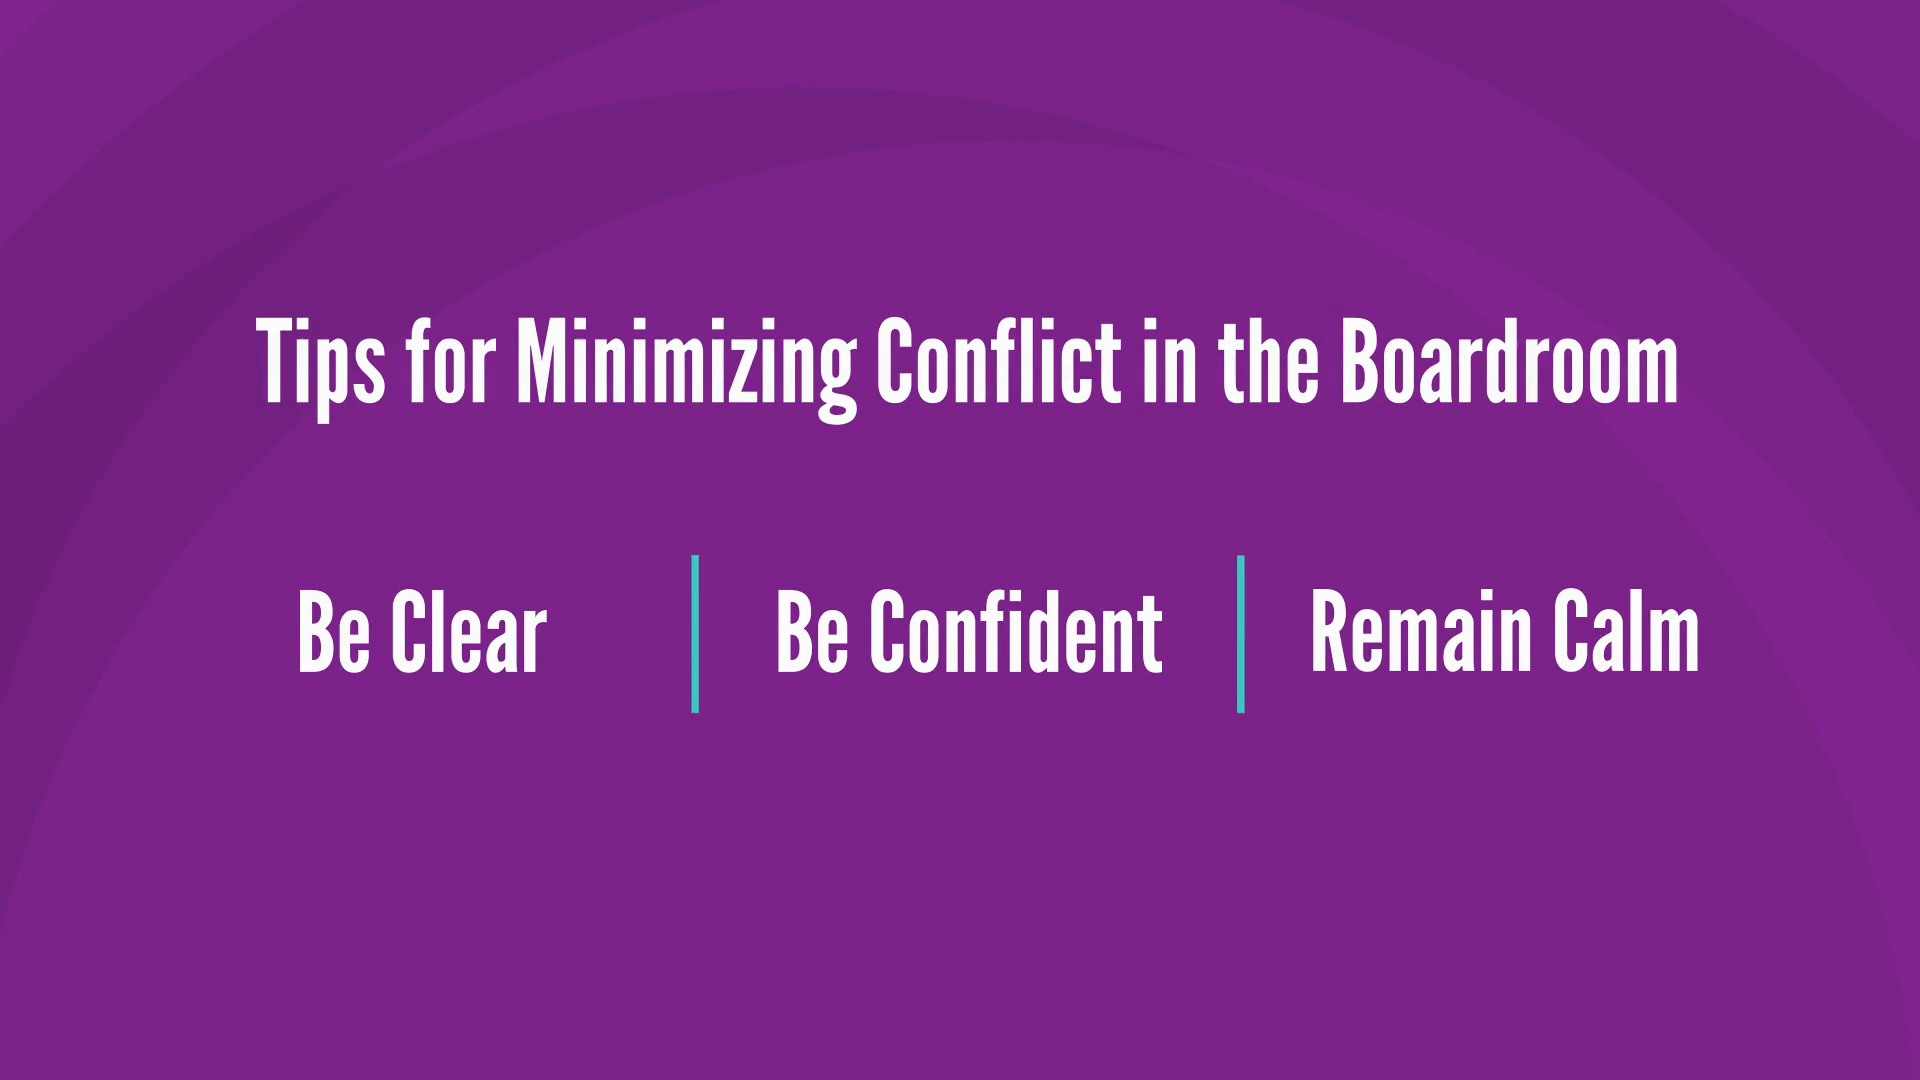 Tips for Minimizing Conflict in the Boardroom
Be Clear
Be Confident
Remain Calm